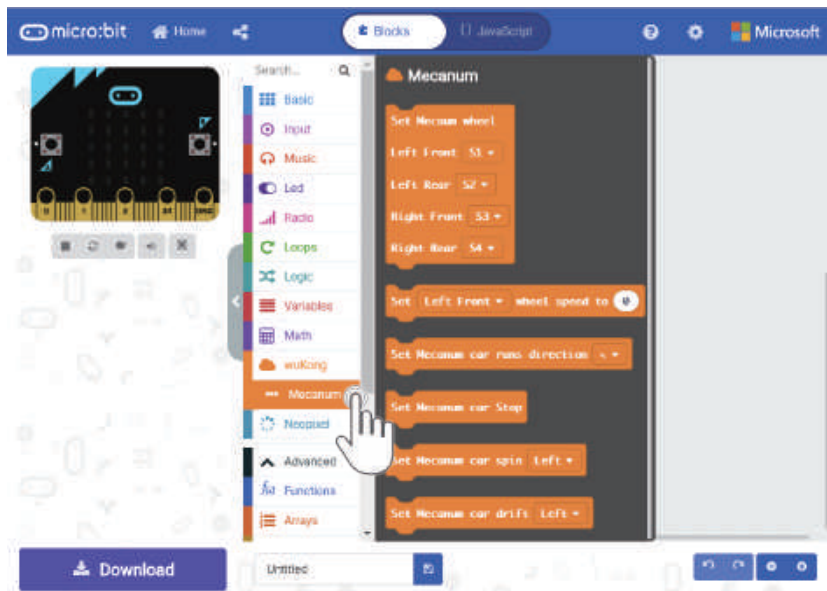 micro:bit
Home
Blocks
JavaScript
Microsoft
Search...
Basic
Input
Music
Led
Radio
Loops
Logic
Variables
Math
wuKong
Mecanum
Neopixel
Advanced
Functions
Arrays
Mecanum
Set Mecnum wheel
Left Front S1
Left Rear S2
Right Front S3
Right Rear S4
Set Left Front wheel speed to 0
Set Mecanum car runs direction
Set Mecanum car Stop
Set Mecanum car spin Left
Set Mecanum car drift Left
Download
Untitled